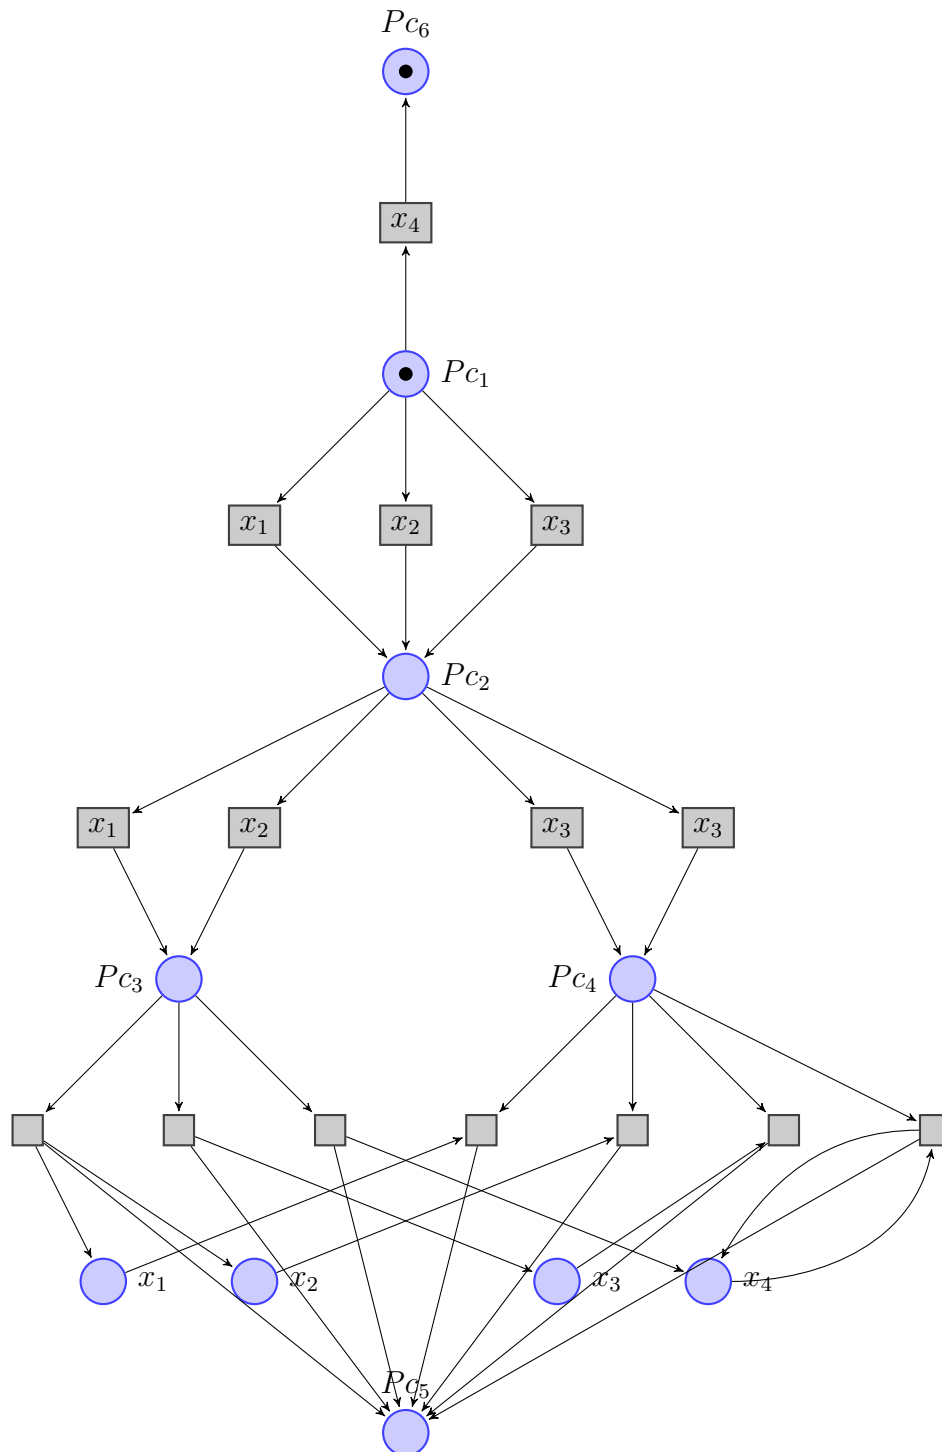 Pc₆
x₄
Pc₁
x₁ x₂ x₃
Pc₂
x₁ x₂ x₃ x₃
Pc₃ Pc₄
x₁ x₂ x₃ x₄
Pc₅